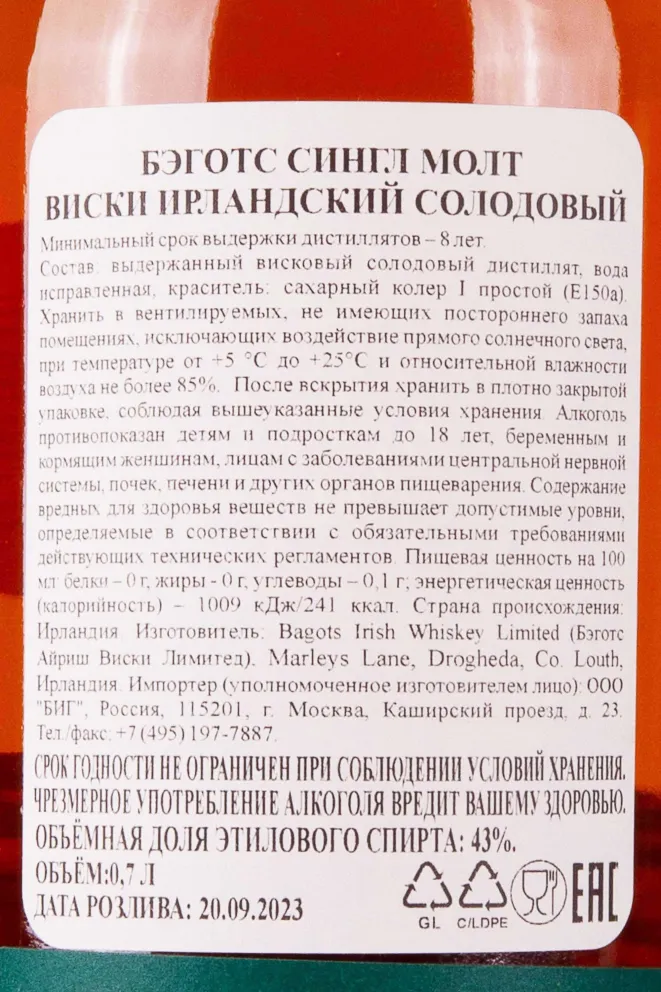 БЭГОТС СИНГЛ МОЛТ
ВИСКИ ИРЛАНДСКИЙ СОЛОДОВЫЙ
Минимальный срок выдержки дистиллятов – 8 лет.
Состав: выдержанный висковый солодовый дистиллят, вода
исправленная, краситель: сахарный колер I простой (Е150а).
Хранить в вентилируемых, не имеющих постороннего запаха
помещениях, исключающих воздействие прямого солнечного света,
при температуре от +5 °С до +25°С и относительной влажности
воздуха не более 85%. После вскрытия хранить в плотно закрытой
упаковке, соблюдая вышеуказанные условия хранения. Алкоголь
противопоказан детям и подросткам до 18 лет, беременным и
кормящим женшинам, лицам с заболеваниями центральной нервной
системы, почек, печени и других органов пищеварения. Содержание
вредных для здоровья веществ не превышает допустимые уровни,
определяемые в соответствии с обязательными требованиями
действующих технических регламентов. Пищевая ценность на 100
мл: белки – 0 г, жиры - 0 г, углеводы – 0,1 г; энергетическая ценность
(калорийность) – 1009 кДж/241 ккал. Страна происхождения:
Ирландия. Изготовитель: Bagots Irish Whiskey Limited (Бэготс
Айриш Виски Лимитед), Marleys Lane, Drogheda, Co. Louth,
Ирландия. Импортер (уполномоченное изготовителем лицо): ООО
"БИГ", Россия, 115201, г. Москва, Каширский проезд, д. 23.
Тел./факс: +7 (495) 197-7887.
СРОК ГОДНОСТИ НЕ ОГРАНИЧЕН ПРИ СОБЛЮДЕНИИ УСЛОВИЙ ХРАНЕНИЯ.
ЧРЕЗМЕРНОЕ УПОТРЕБЛЕНИЕ АЛКОГОЛЯ ВРЕДИТ ВАШЕМУ ЗДОРОВЬЮ.
ОБЪЁМНАЯ ДОЛЯ ЭТИЛОВОГО СПИРТА: 43%.
ОБЪЁМ:0,7 Л
ДАТА РОЗЛИВА: 20.09.2023
GL C/LDPE EAC